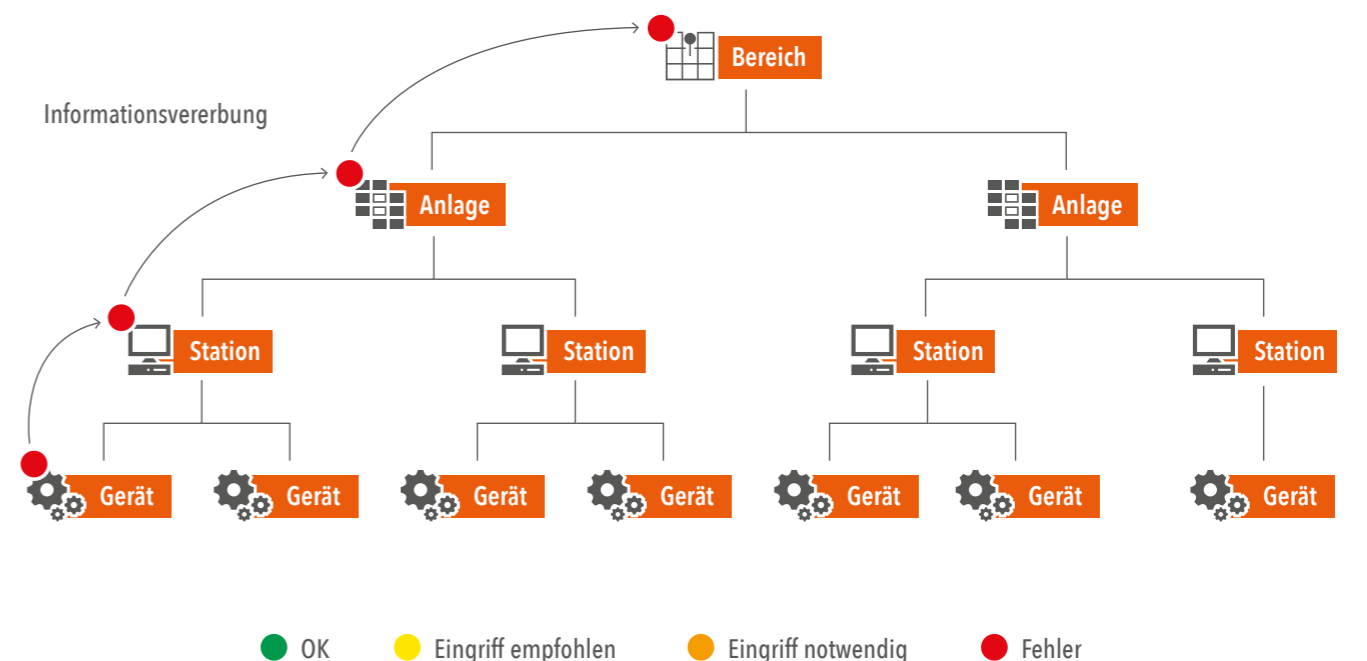 Bereich
Informationsvererbung
Anlage
Anlage
Station
Station
Station
Station
Gerät
Gerät
Gerät
Gerät
Gerät
Gerät
Gerät
OK
Eingriff empfohlen
Eingriff notwendig
Fehler